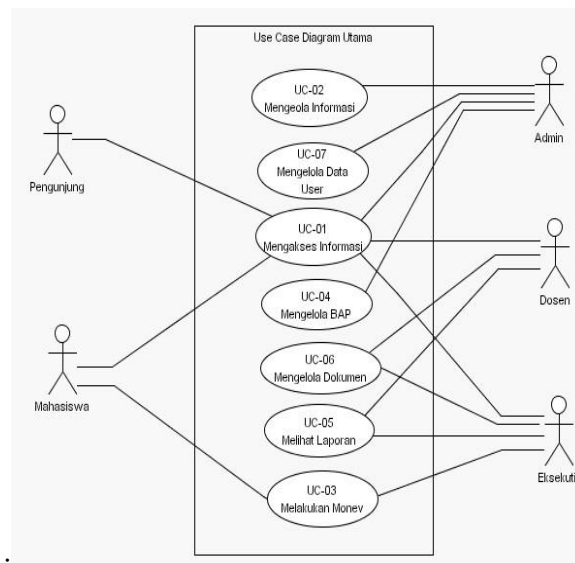 Use Case Diagram Utama
UC-02
Mengeola Informasi
Admin
Pengunjung
UC-07
Mengelola Data
User
UC-01
Mengakses Informasi
Dosen
UC-04
Mengelola BAP
Mahasiswa
UC-06
Mengelola Dokumen
UC-05
Melihat Laporan
Eksekuti
UC-03
Melakukan Monev
.